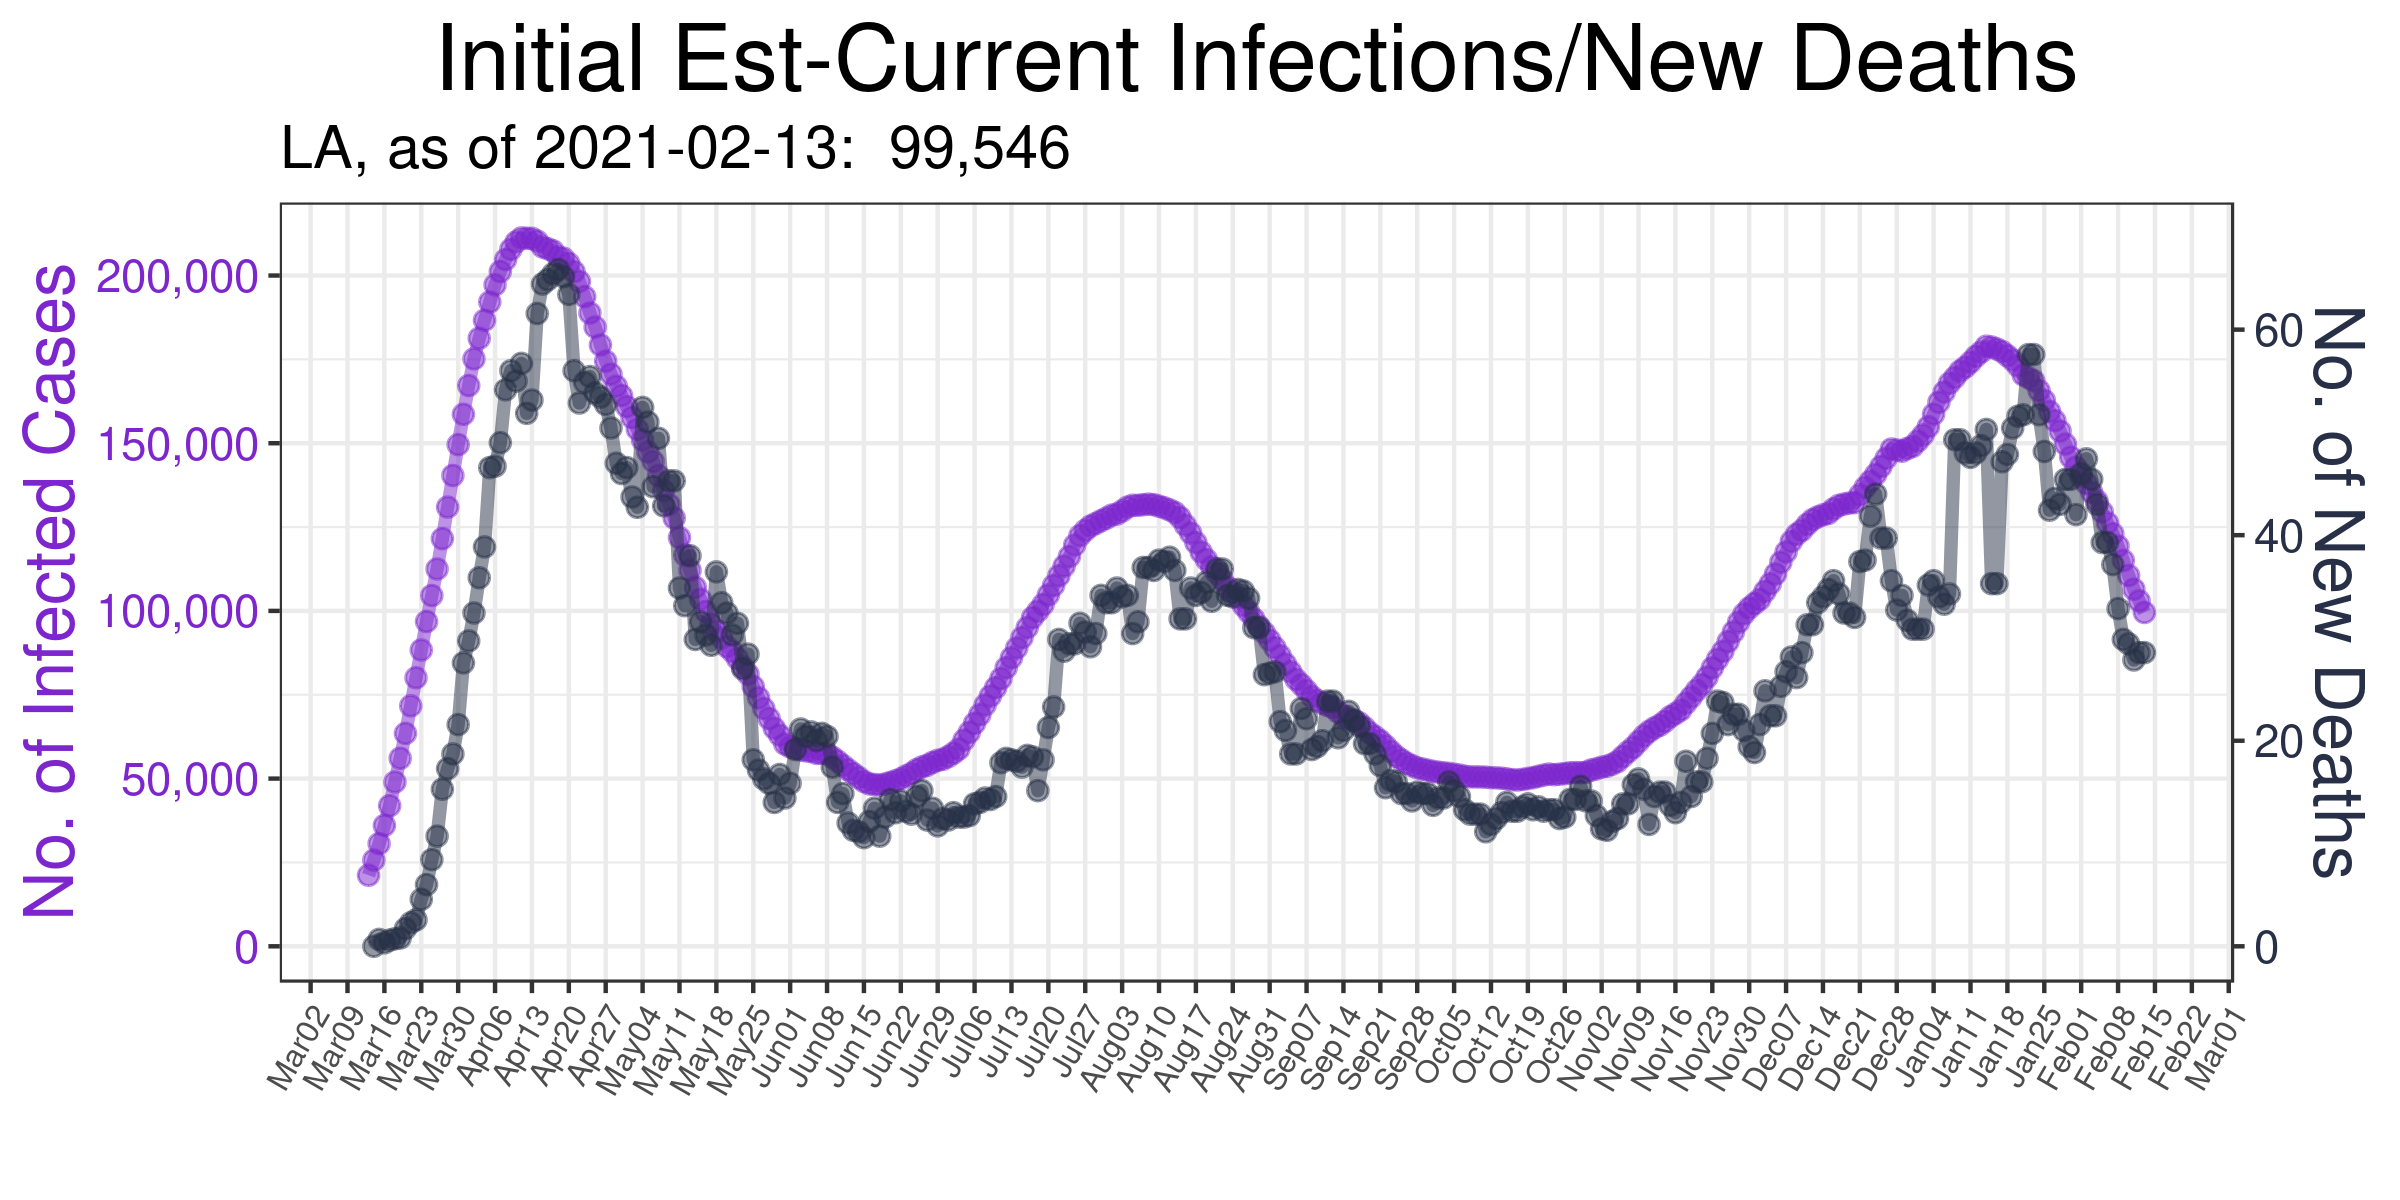 Initial Est-Current Infections/New Deaths
LA, as of 2021-02-13:  99,546
No. of Infected Cases
200,000
150,000
100,000
50,000
0
60
40
20
0
No. of New Deaths
Mar02
Mar09
Mar16
Mar23
Mar30
Apr06
Apr13
Apr20
Apr27
May04
May11
May18
May25
Jun01
Jun08
Jun15
Jun22
Jun29
Jul06
Jul13
Jul20
Jul27
Aug03
Aug10
Aug17
Aug24
Aug31
Sep07
Sep14
Sep21
Sep28
Oct05
Oct12
Oct19
Oct26
Nov02
Nov09
Nov16
Nov23
Nov30
Dec07
Dec14
Dec21
Dec28
Jan04
Jan11
Jan18
Jan25
Feb01
Feb08
Feb15
Feb22
Mar01